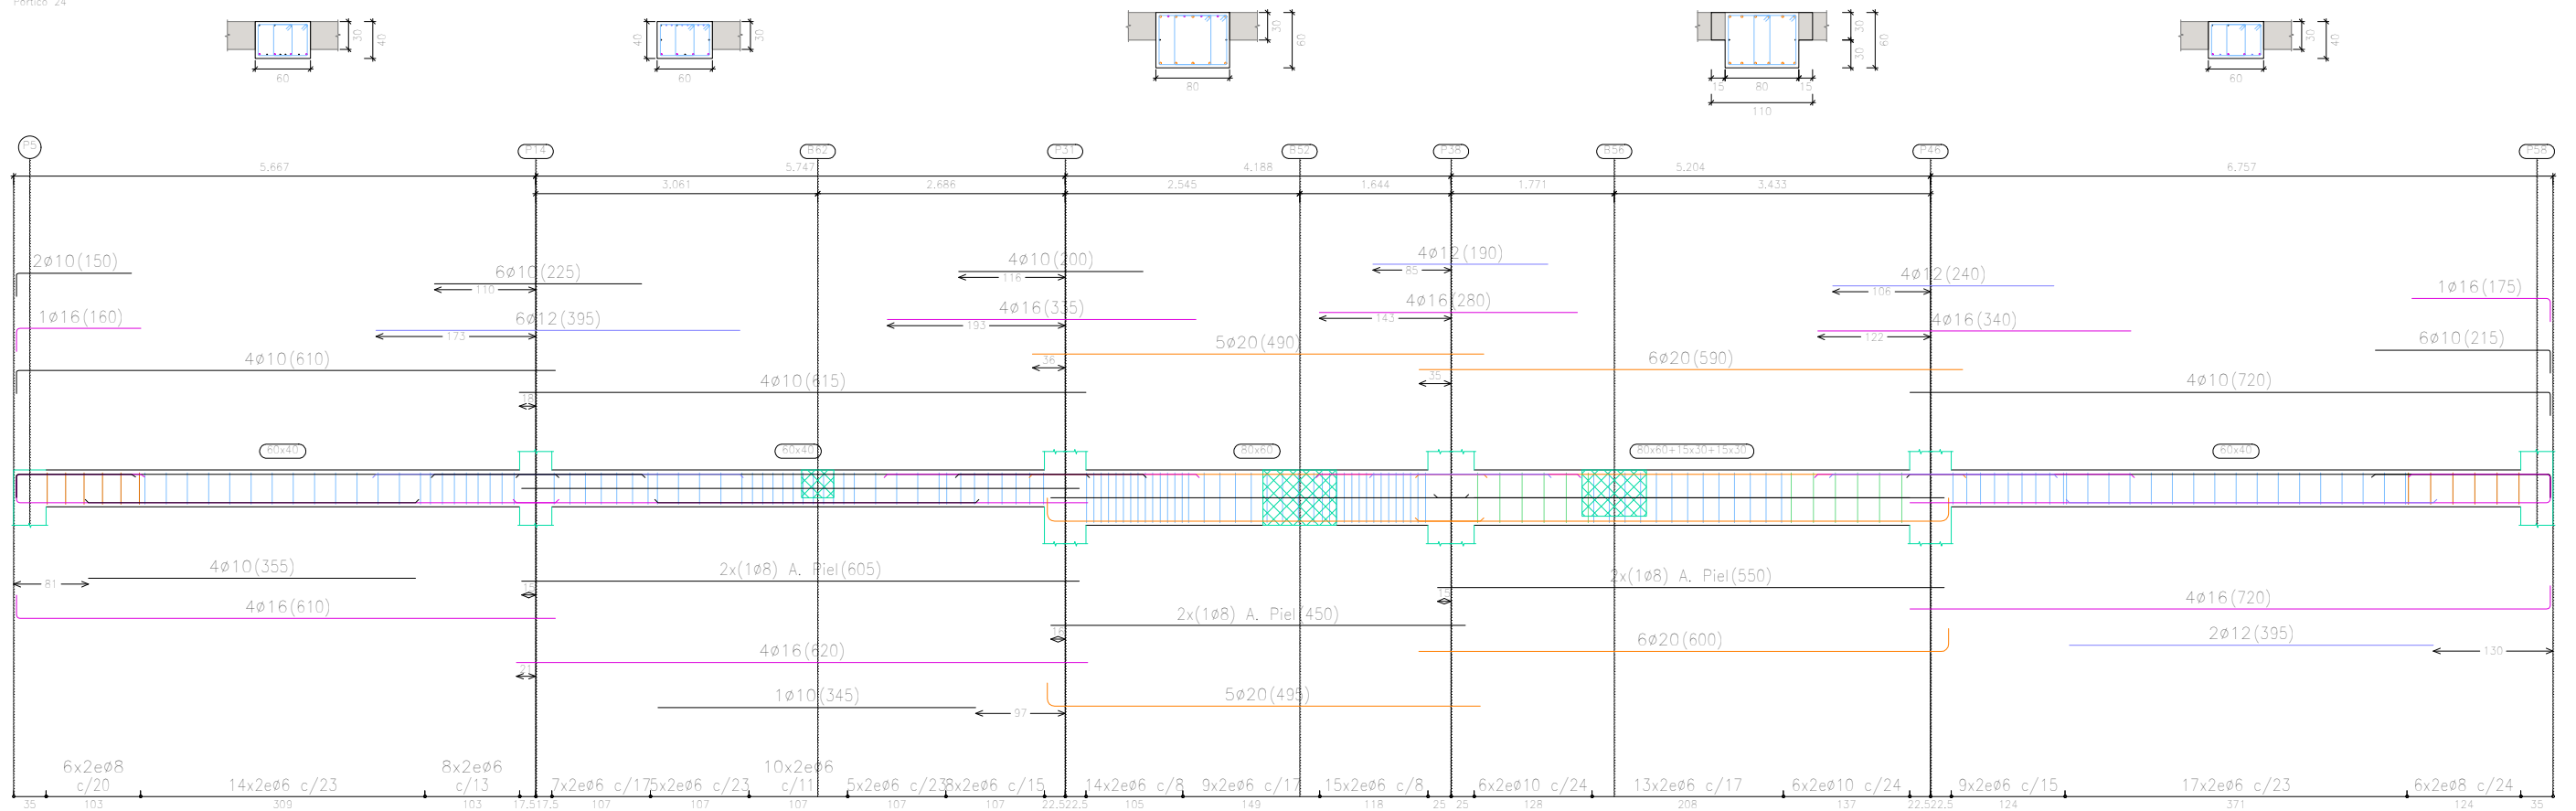 Pórtico 24
30 40
60
40 30
60
30 60
80
30 30 60
15 80 15
110
30 40
60
P5 P14 B62 P31 B52 P38 B56 P46 P58
5.667 5.747 4.188 5.204 6.757
3.061 2.686 2.545 1.644 1.771 3.433
2ø10(150) 6ø10(225) 4ø10(200) 4ø12(190) 4ø12(240) 1ø16(175)
110 116 85 106
1ø16(160) 6ø12(395) 4ø16(335) 4ø16(280) 4ø16(340) 6ø10(215)
173 193 143 122
4ø10(610) 4ø10(615) 5ø20(490) 6ø20(590) 4ø10(720)
18 36 35
60x40 60x40 80x60 80x60+15x30+15x30 60x40
4ø10(355) 2x(1ø8) A. Piel(605) 2x(1ø8) A. Piel(550)
81 15 15
4ø16(610) 2x(1ø8) A. Piel(450) 4ø16(720)
16
4ø16(620) 6ø20(600) 2ø12(395)
21 130
1ø10(345) 5ø20(495)
97
6x2eø8 c/20 14x2eø6 c/23 8x2eø6 c/13 7x2eø6 c/17 5x2eø6 c/23 10x2eø6 c/11 5x2eø6 c/23 8x2eø6 c/15 14x2eø6 c/8 9x2eø6 c/17 15x2eø6 c/8 6x2eø10 c/24 13x2eø6 c/17 6x2eø10 c/24 9x2eø6 c/15 17x2eø6 c/23 6x2eø8 c/24
35 103 309 103 17.5 17.5 107 107 107 107 107 22.5 22.5 105 149 118 25 25 128 208 137 22.5 22.5 124 371 124 35